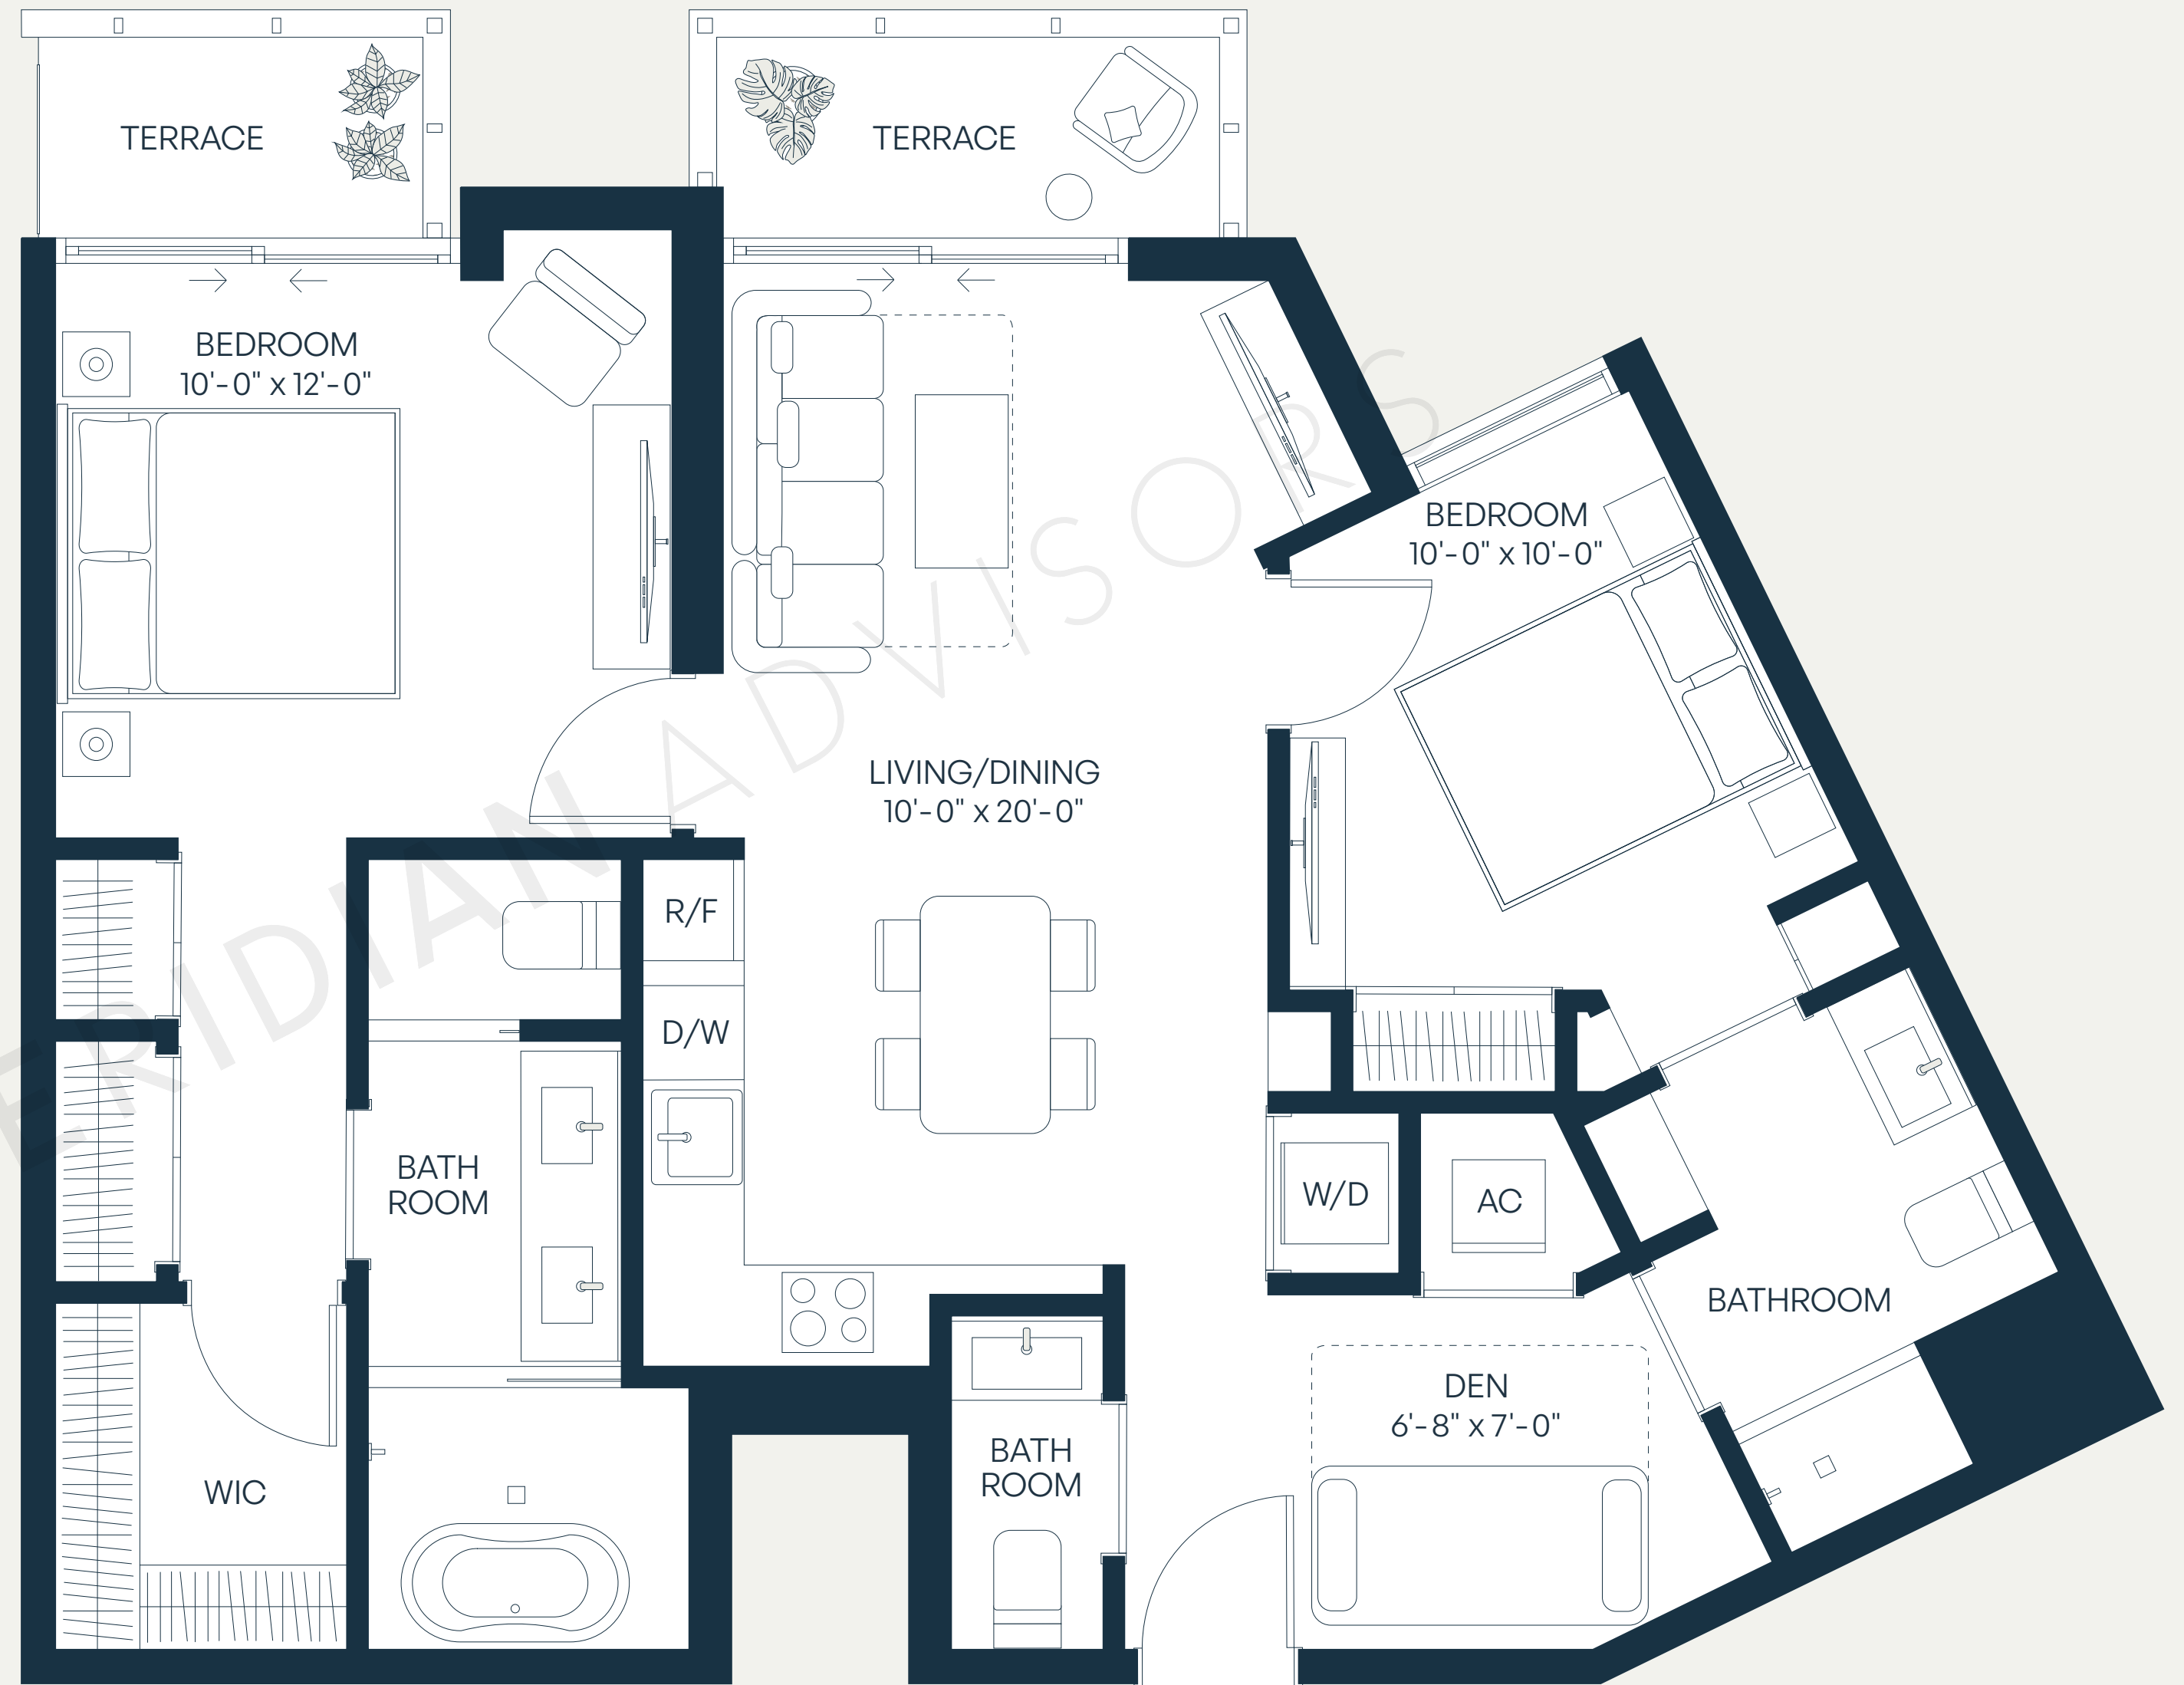 TERRACE
TERRACE
BEDROOM
10'-0" x 12'-0"
BEDROOM
10'-0" x 10'-0"
LIVING/DINING
10'-0" x 20'-0"
R/F
D/W
BATH
ROOM
W/D
AC
BATHROOM
DEN
6'-8" x 7'-0"
BATH
ROOM
WIC
ERIDIAN ADVISORS